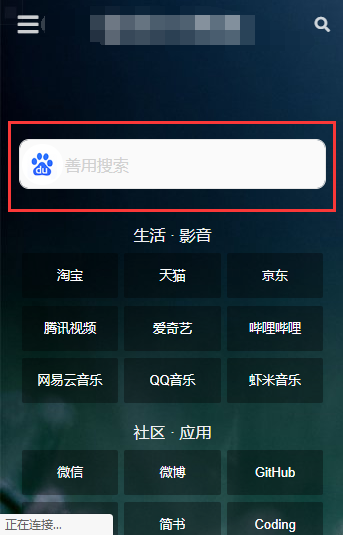 du 善用搜索
生活 · 影音
淘宝 天猫 京东
腾讯视频 爱奇艺 哔哩哔哩
网易云音乐 QQ音乐 虾米音乐
社区 · 应用
微信 微博 GitHub
简书 Coding
正在连接...